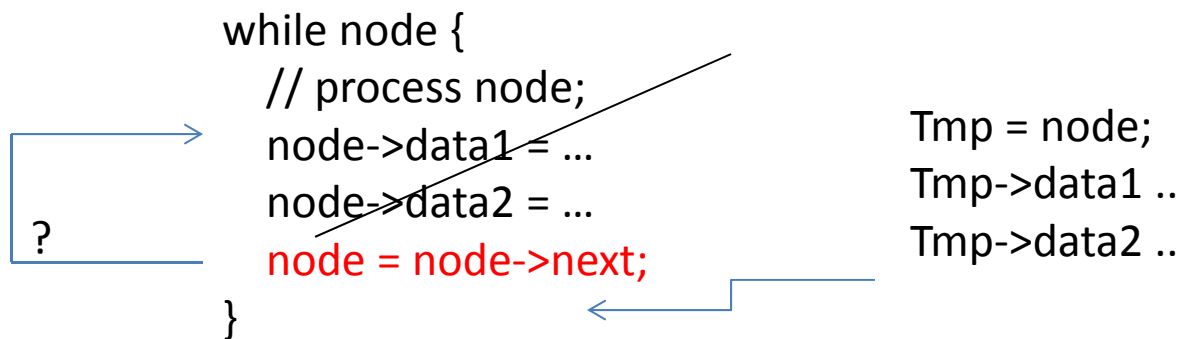 while node {
// process node;
node->data1 = …
node->data2 = …
node = node->next;
}
?
Tmp = node;
Tmp->data1 ..
Tmp->data2 ..